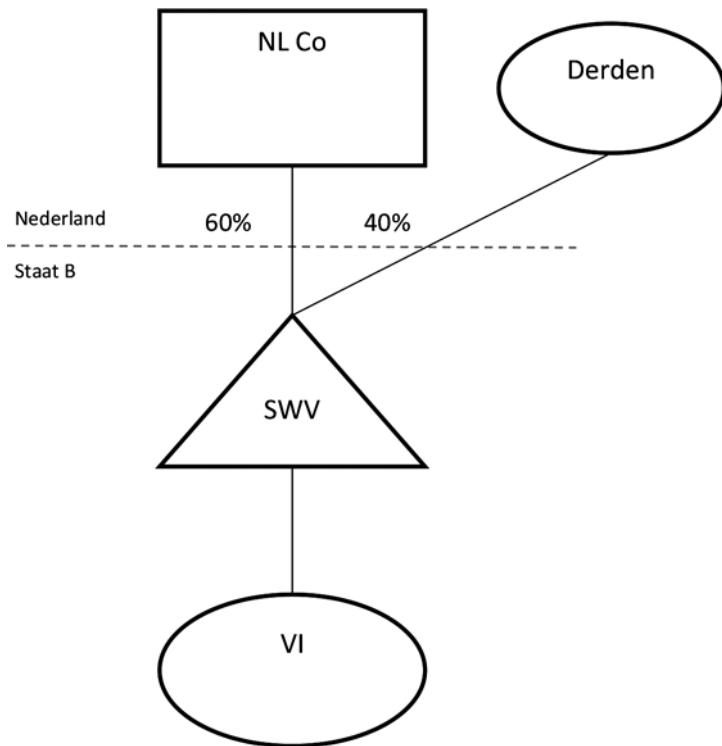 NL Co
Derden
Nederland
60%
40%
Staat B
SWV
VI